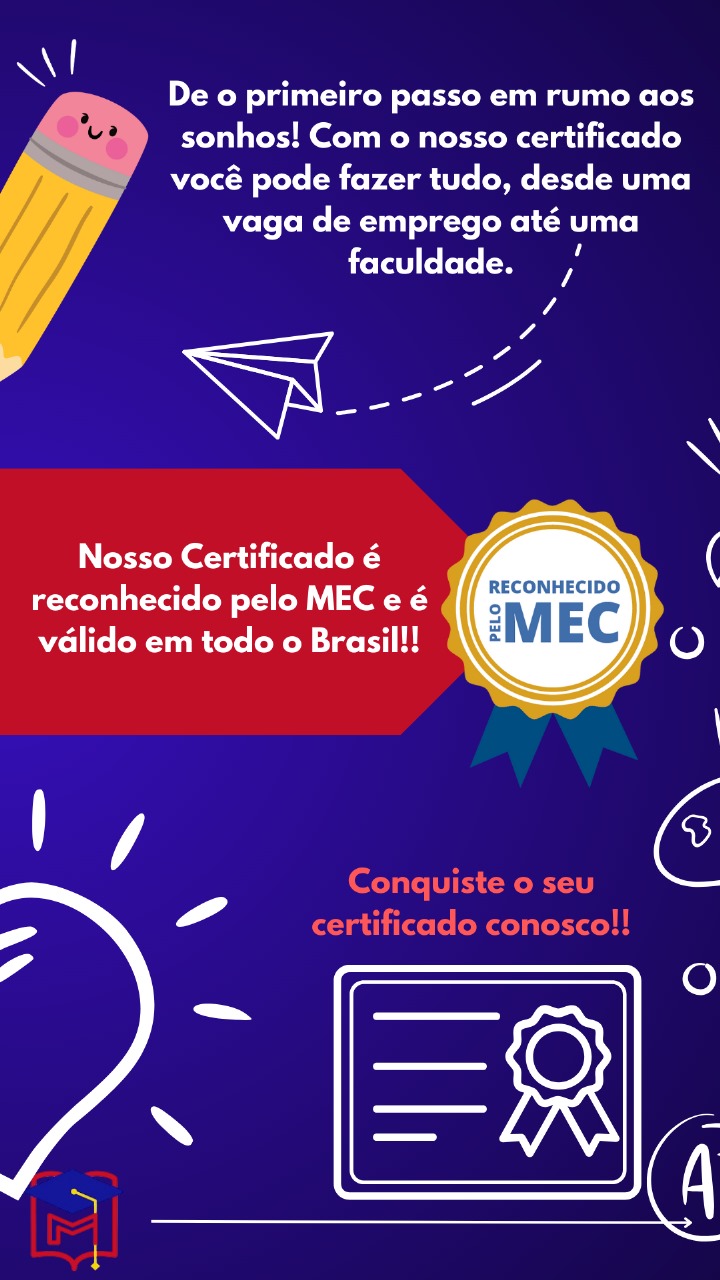 De o primeiro passo em rumo aos
sonhos! Com o nosso certificado
você pode fazer tudo, desde uma
vaga de emprego até uma
faculdade.
Nosso Certificado é
reconhecido pelo MEC e é
válido em todo o Brasil!!
RECONHECIDO
PELO MEC
Conquiste o seu
certificado conosco!!
A+
M